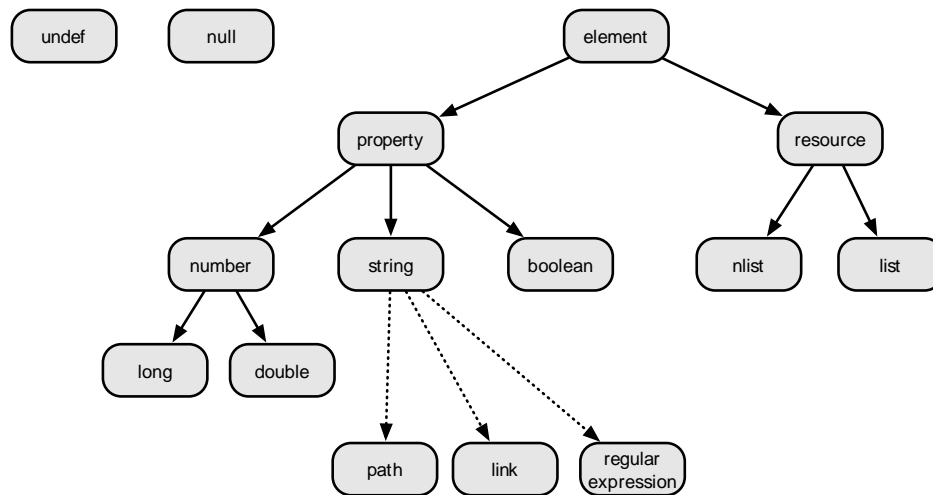 undef
null
element
property
resource
number
string
boolean
nlist
list
long
double
path
link
regular
expression